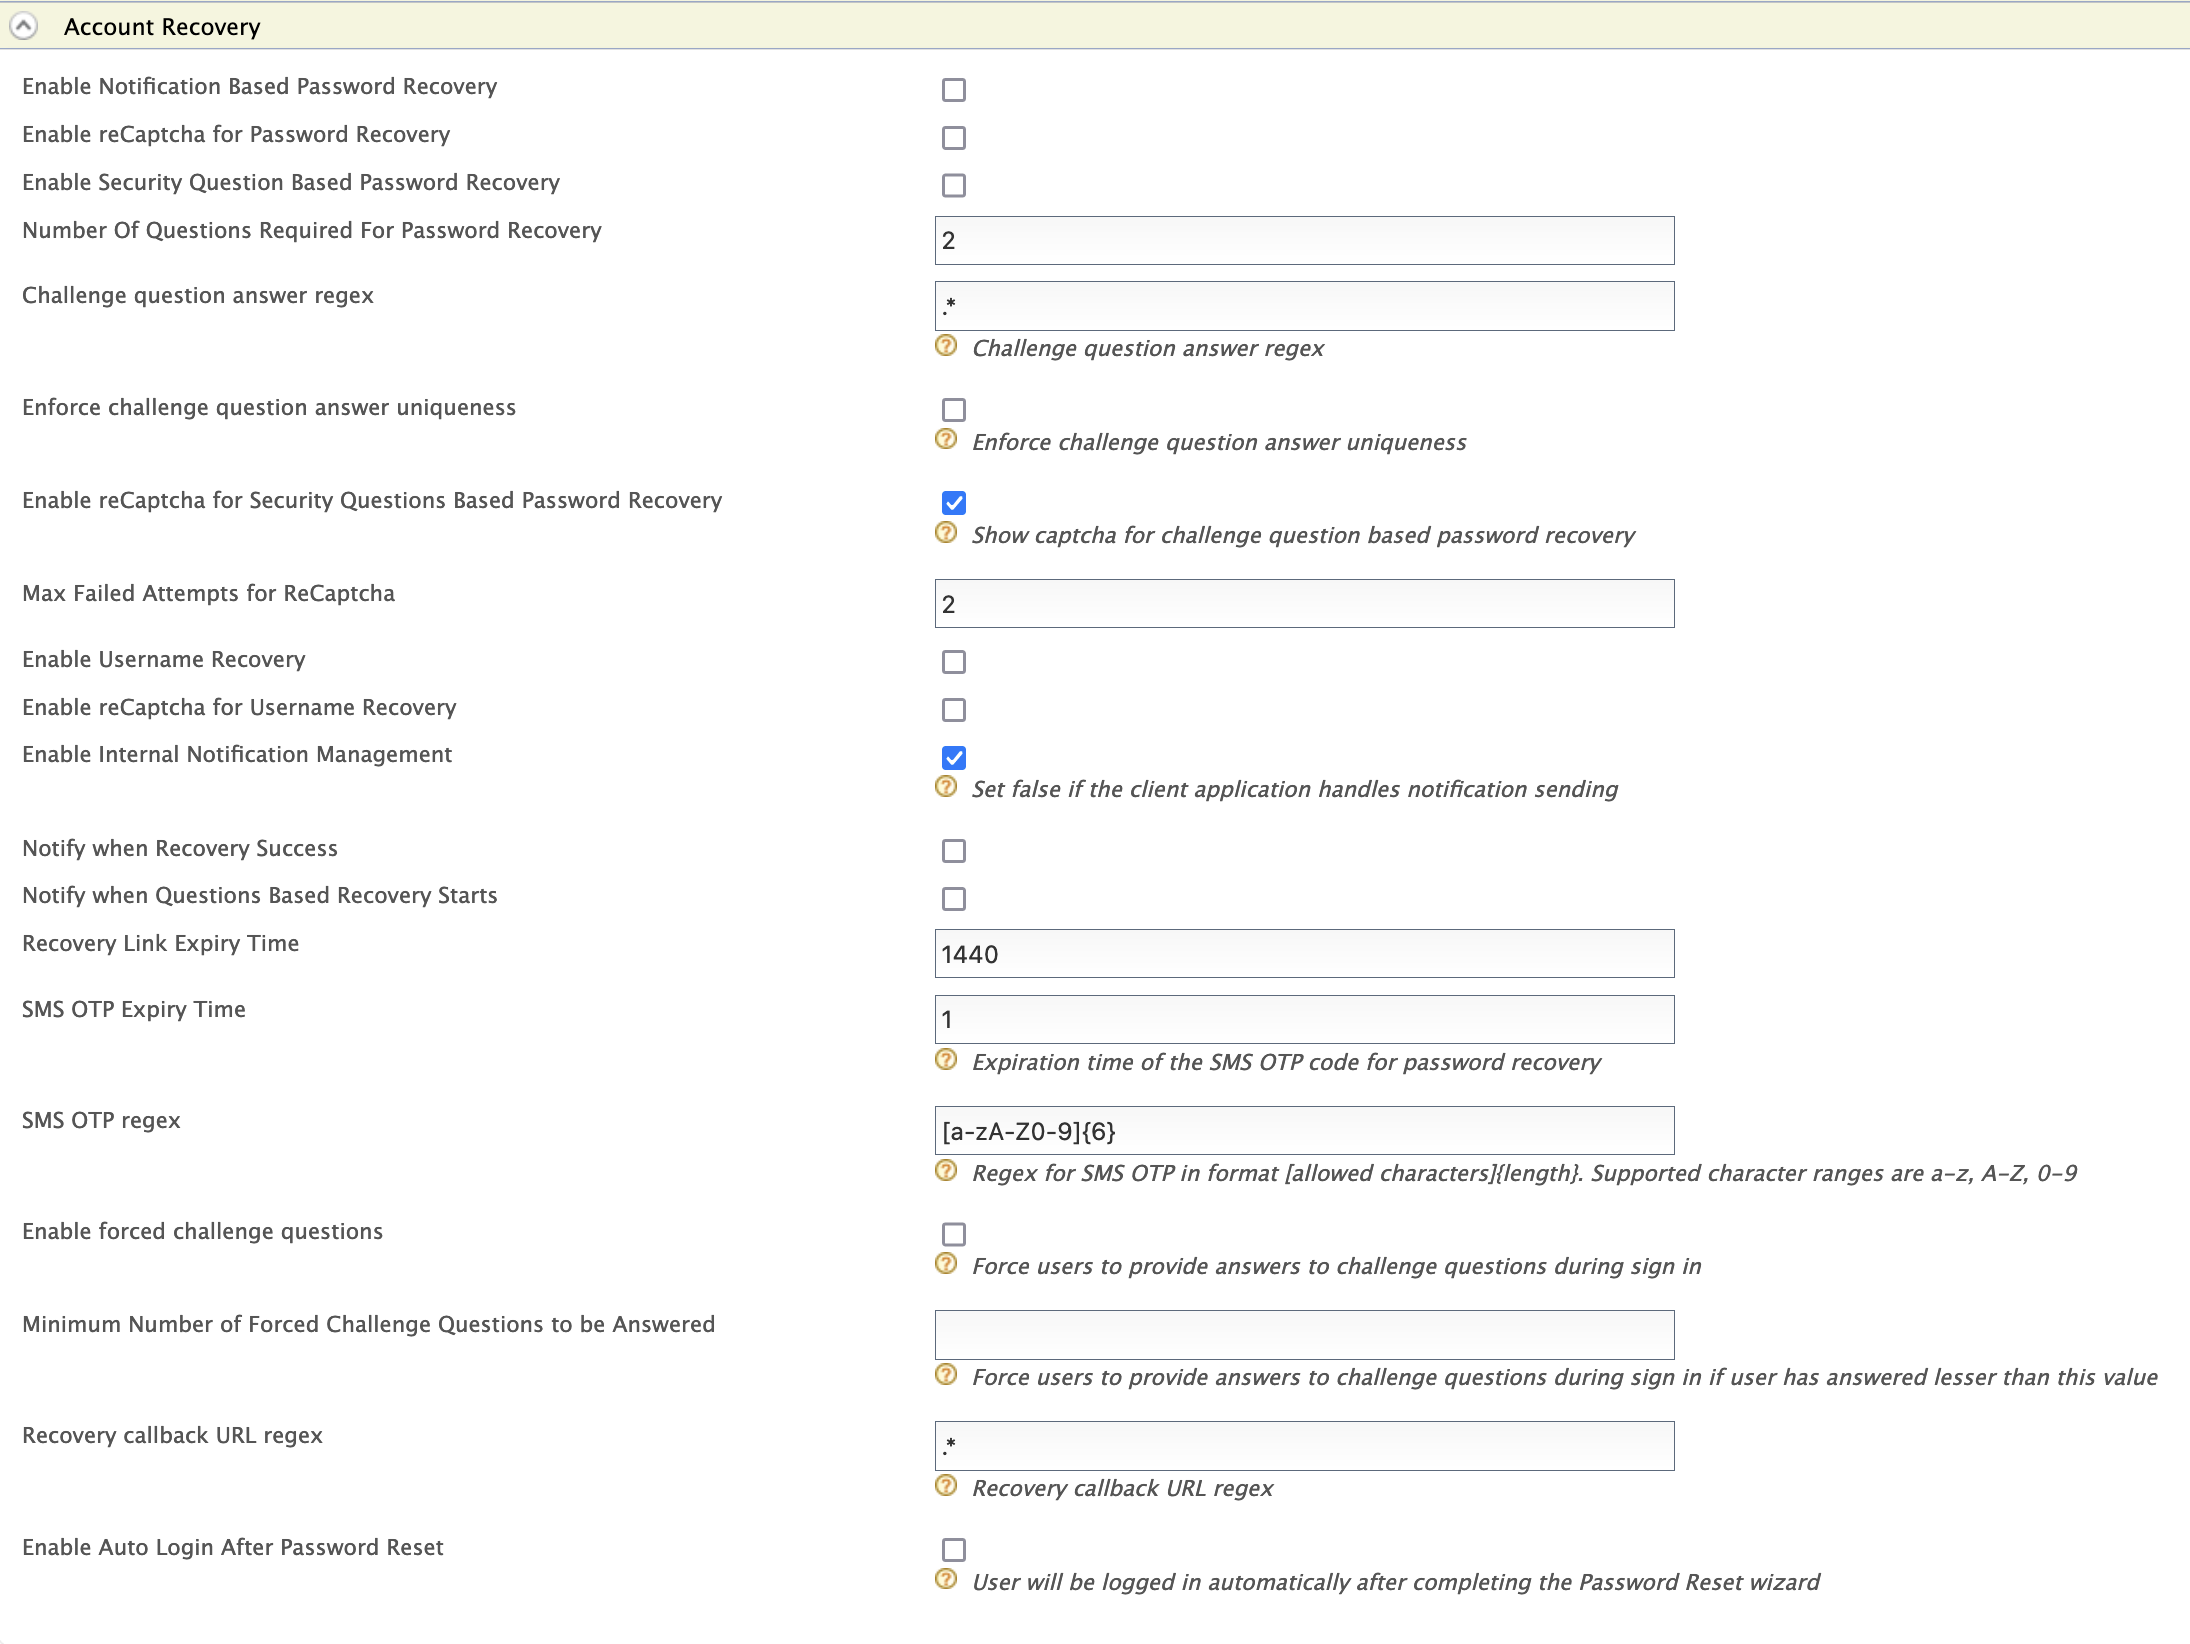 Account Recovery
Enable Notification Based Password Recovery
Enable reCaptcha for Password Recovery
Enable Security Question Based Password Recovery
Number Of Questions Required For Password Recovery
2
Challenge question answer regex
.*
Challenge question answer regex
Enforce challenge question answer uniqueness
Enforce challenge question answer uniqueness
Enable reCaptcha for Security Questions Based Password Recovery
Show captcha for challenge question based password recovery
Max Failed Attempts for ReCaptcha
2
Enable Username Recovery
Enable reCaptcha for Username Recovery
Enable Internal Notification Management
Set false if the client application handles notification sending
Notify when Recovery Success
Notify when Questions Based Recovery Starts
Recovery Link Expiry Time
1440
SMS OTP Expiry Time
1
Expiration time of the SMS OTP code for password recovery
SMS OTP regex
[a-zA-Z0-9]{6}
Regex for SMS OTP in format [allowed characters]{length}. Supported character ranges are a-z, A-Z, 0-9
Enable forced challenge questions
Force users to provide answers to challenge questions during sign in
Minimum Number of Forced Challenge Questions to be Answered
Force users to provide answers to challenge questions during sign in if user has answered lesser than this value
Recovery callback URL regex
.*
Recovery callback URL regex
Enable Auto Login After Password Reset
User will be logged in automatically after completing the Password Reset wizard